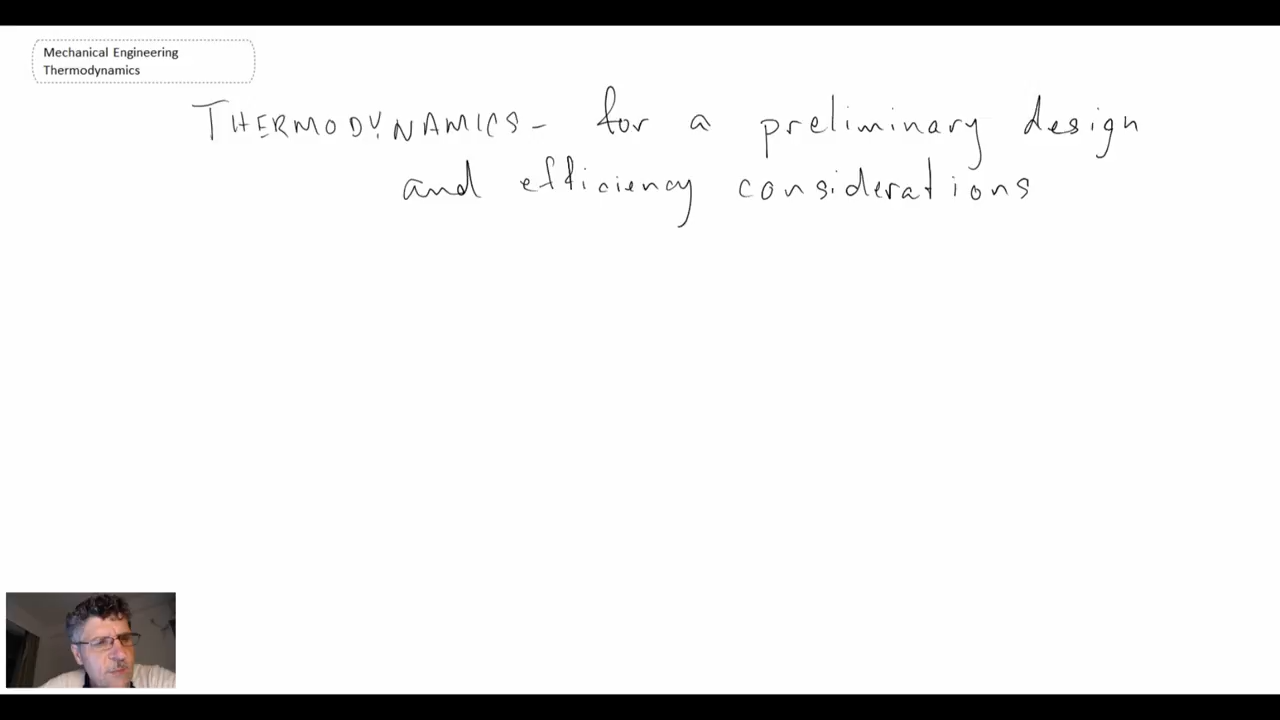 Mechanical Engineering
Thermodynamics
THERMODYNAMICS - for a preliminary design
and efficiency considerations